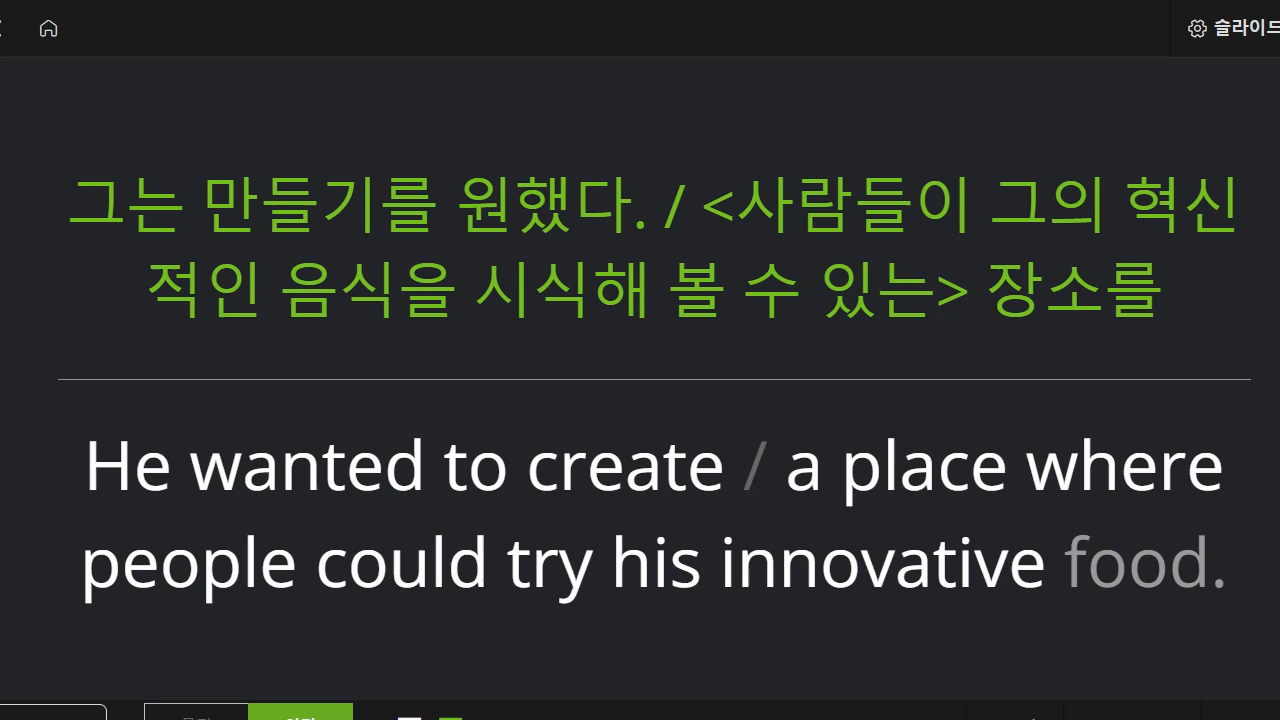 슬라이드
그는 만들기를 원했다. / <사람들이 그의 혁신
적인 음식을 시식해 볼 수 있는> 장소를
He wanted to create / a place where
people could try his innovative food.